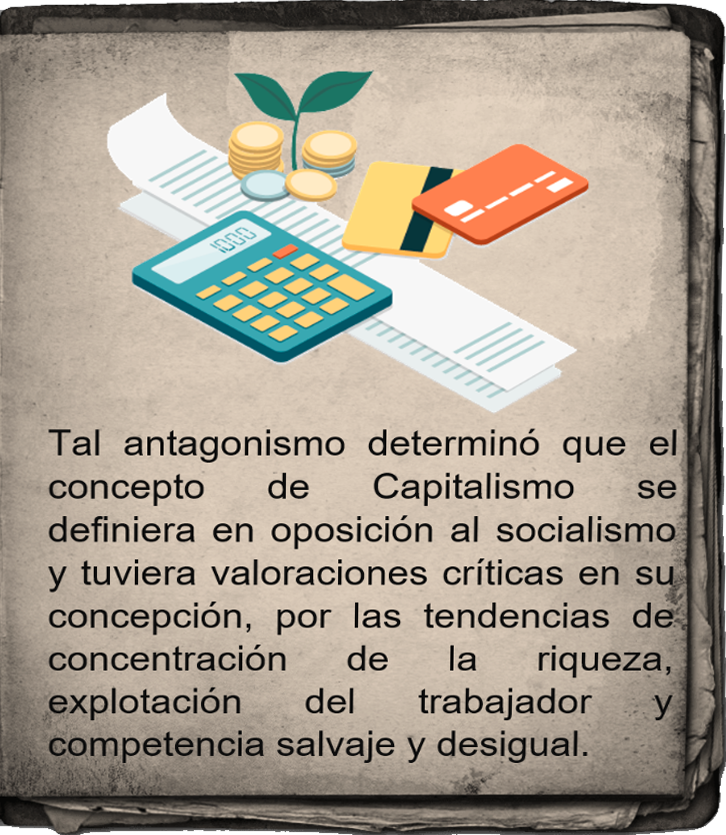 1000
Tal antagonismo determinó que el
concepto de Capitalismo se
definiera en oposición al socialismo
y tuviera valoraciones críticas en su
concepción, por las tendencias de
concentración de la riqueza,
explotación del trabajador y
competencia salvaje y desigual.